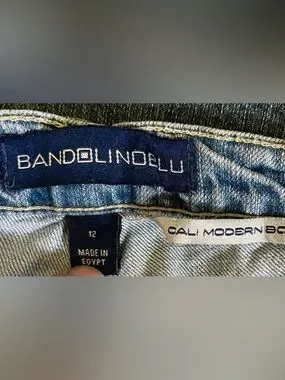 BANDOLINOBLU
12
MADE IN
EGYPT
CALI MODERN BO